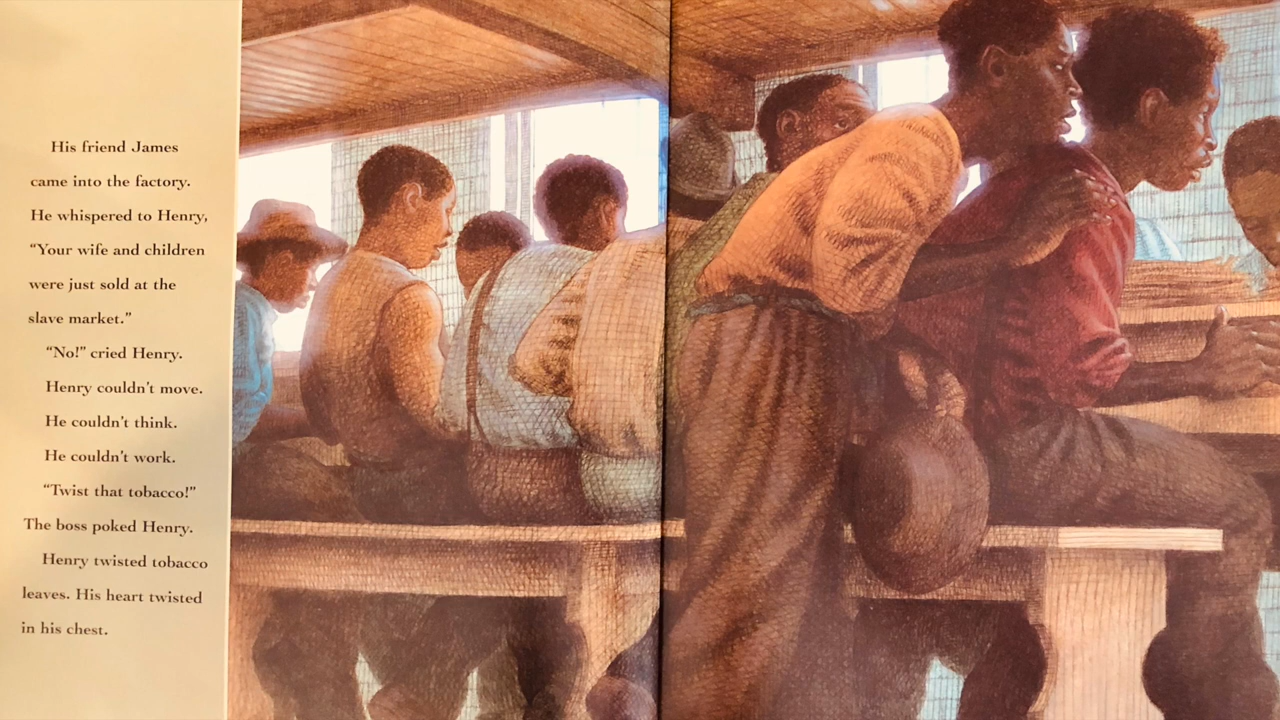 His friend James
came into the factory.
He whispered to Henry,
“Your wife and children
were just sold at the
slave market.”
“No!” cried Henry.
Henry couldn’t move.
He couldn’t think.
He couldn’t work.
“Twist that tobacco!”
The boss poked Henry.
Henry twisted tobacco
leaves. His heart twisted
in his chest.